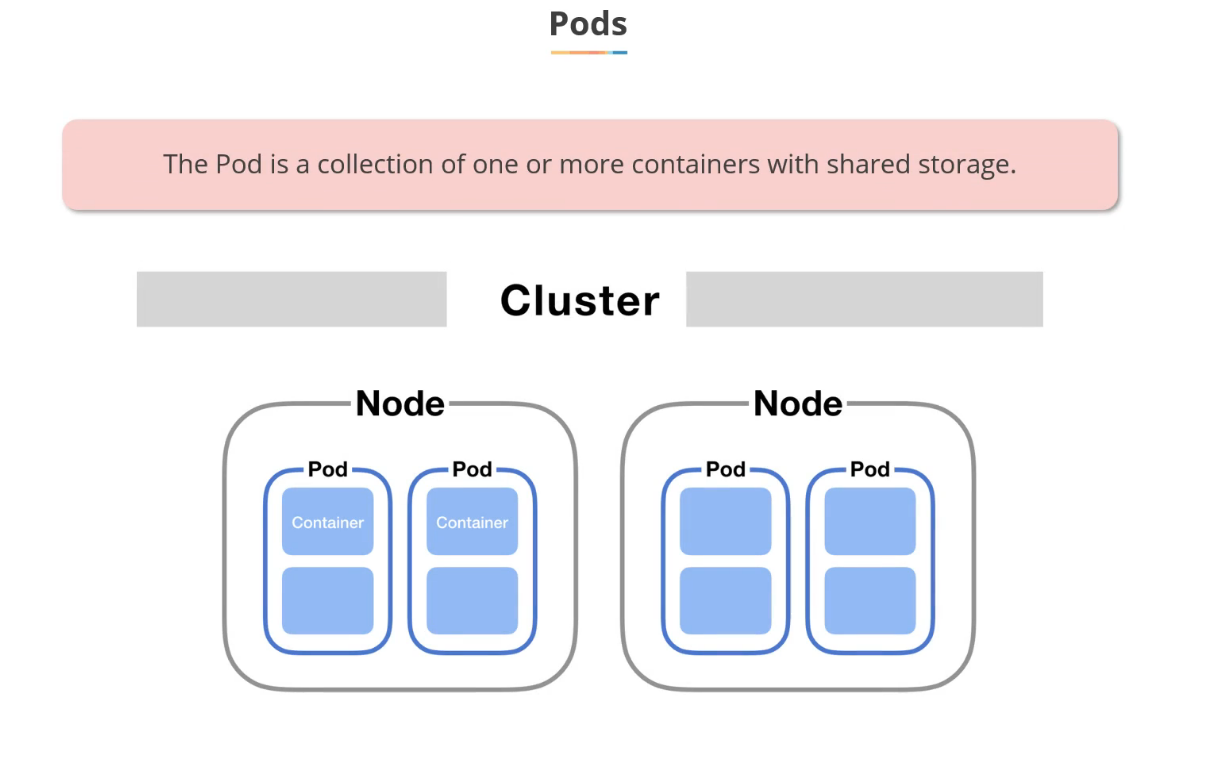 Pods
The Pod is a collection of one or more containers with shared storage.
Cluster
Node
Node
Pod
Pod
Pod
Pod
Container
Container